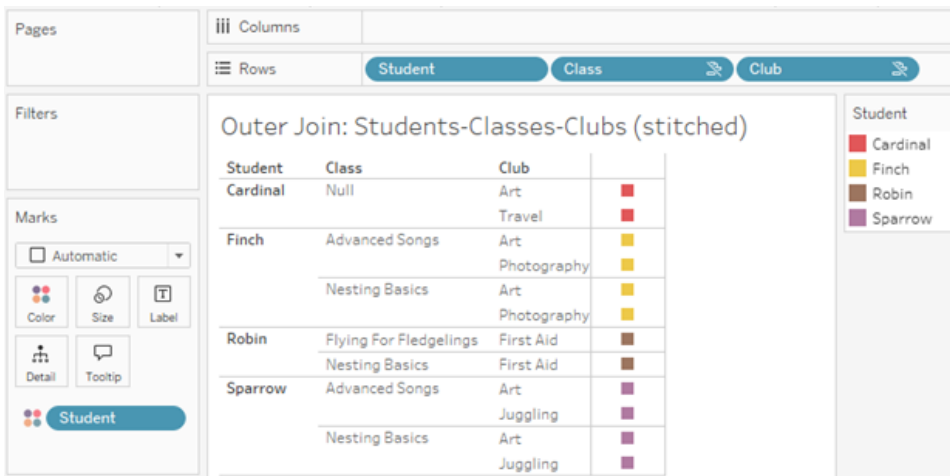 Pages
Columns
Rows
Student Class Club
Filters
Marks
Automatic
Color Size Label
Detail Tooltip
Student
Outer Join: Students-Classes-Clubs (stitched)
Student Class Club
Cardinal Null Art
Travel
Finch Advanced Songs Art
Photography
Nesting Basics Art
Photography
Robin Flying For Fledgelings First Aid
Nesting Basics First Aid
Sparrow Advanced Songs Art
Juggling
Nesting Basics Art
Juggling
Student
Cardinal
Finch
Robin
Sparrow